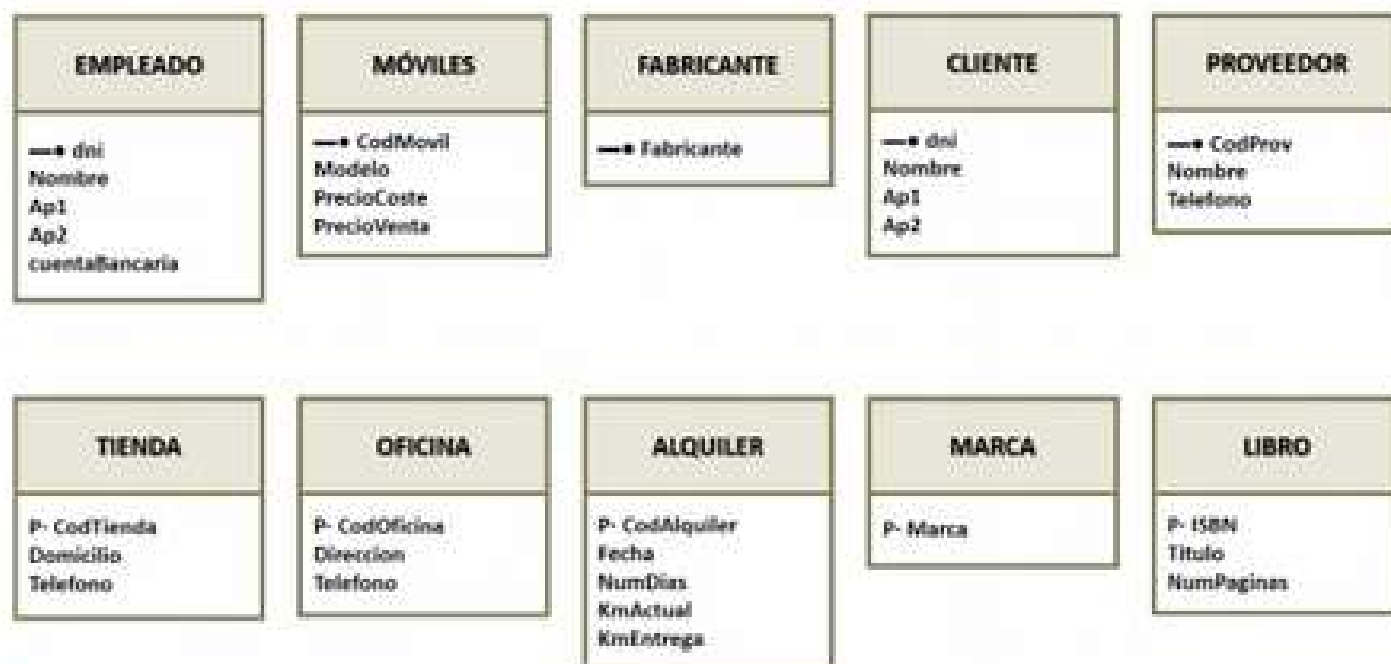 EMPLEADO
dni
Nombre
Ap1
Ap2
cuentaBancaria
MÓVILES
CodMovil
Modelo
PrecioCoste
PrecioVenta
FABRICANTE
Fabricante
CLIENTE
dni
Nombre
Ap1
Ap2
PROVEEDOR
CodProv
Nombre
Telefono
TIENDA
P- CodTienda
Domicilio
Telefono
OFICINA
P- CodOficina
Direccion
Telefono
ALQUILER
P- CodAlquiler
Fecha
NumDias
KmActual
KmEntrega
MARCA
P- Marca
LIBRO
P- ISBN
Titulo
NumPaginas